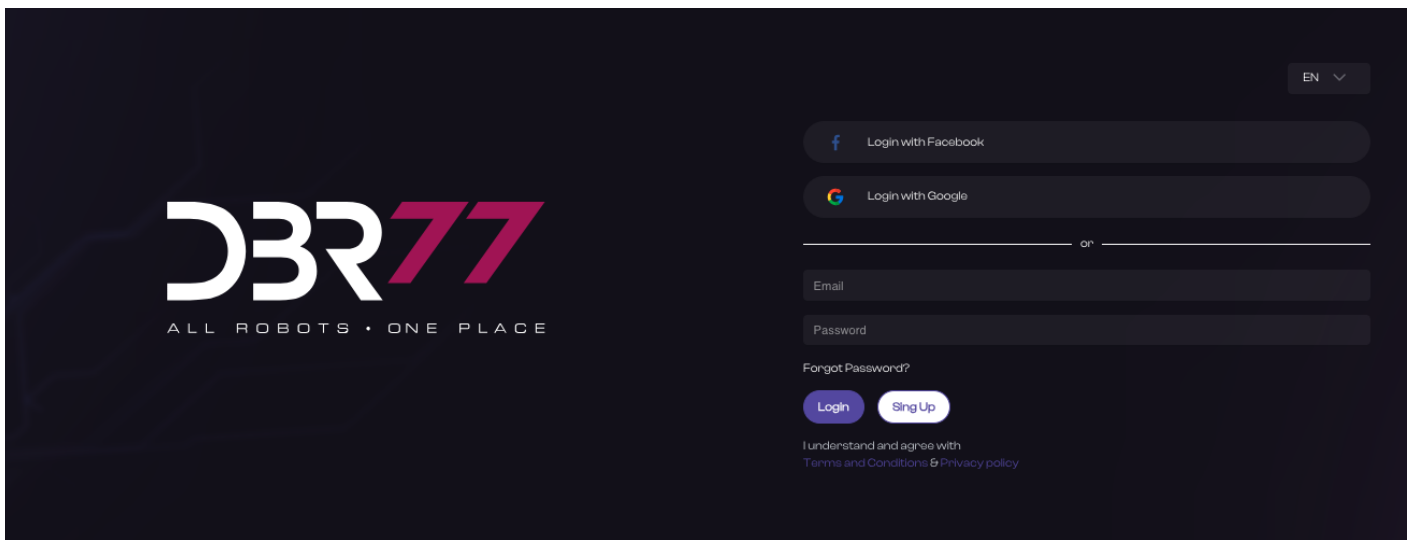 DBR77
ALL ROBOTS • ONE PLACE
EN
Login with Facebook
Login with Google
or
Email
Password
Forgot Password?
Login
Sing Up
I understand and agree with
Terms and Conditions & Privacy policy